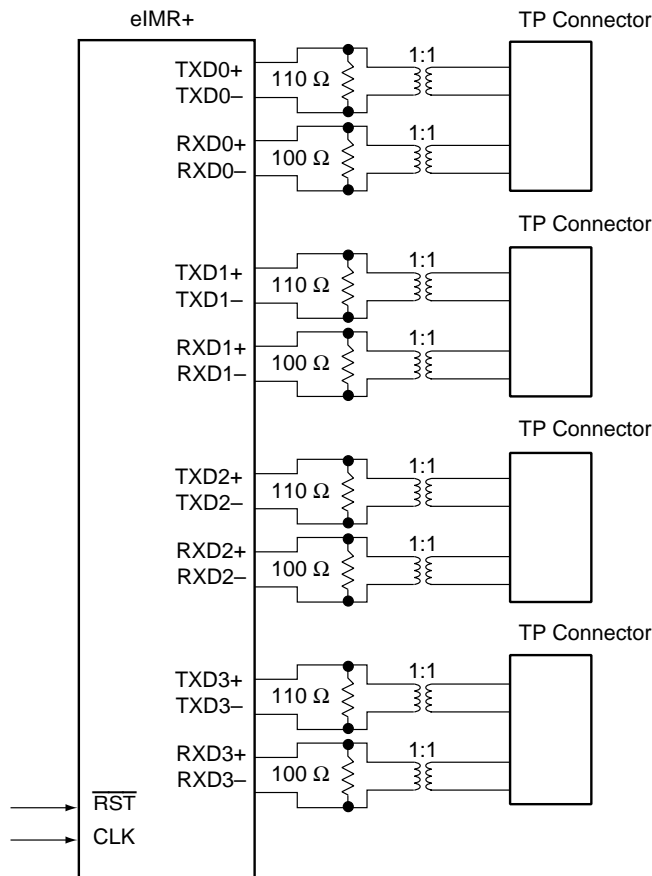 eIMR+
TP Connector
TXD0+
TXD0–
110 Ω
1:1
RXD0+
RXD0–
100 Ω
1:1
TP Connector
TXD1+
TXD1–
110 Ω
1:1
RXD1+
RXD1–
100 Ω
1:1
TP Connector
TXD2+
TXD2–
110 Ω
1:1
RXD2+
RXD2–
100 Ω
1:1
TP Connector
TXD3+
TXD3–
110 Ω
1:1
RXD3+
RXD3–
100 Ω
1:1
RST
CLK